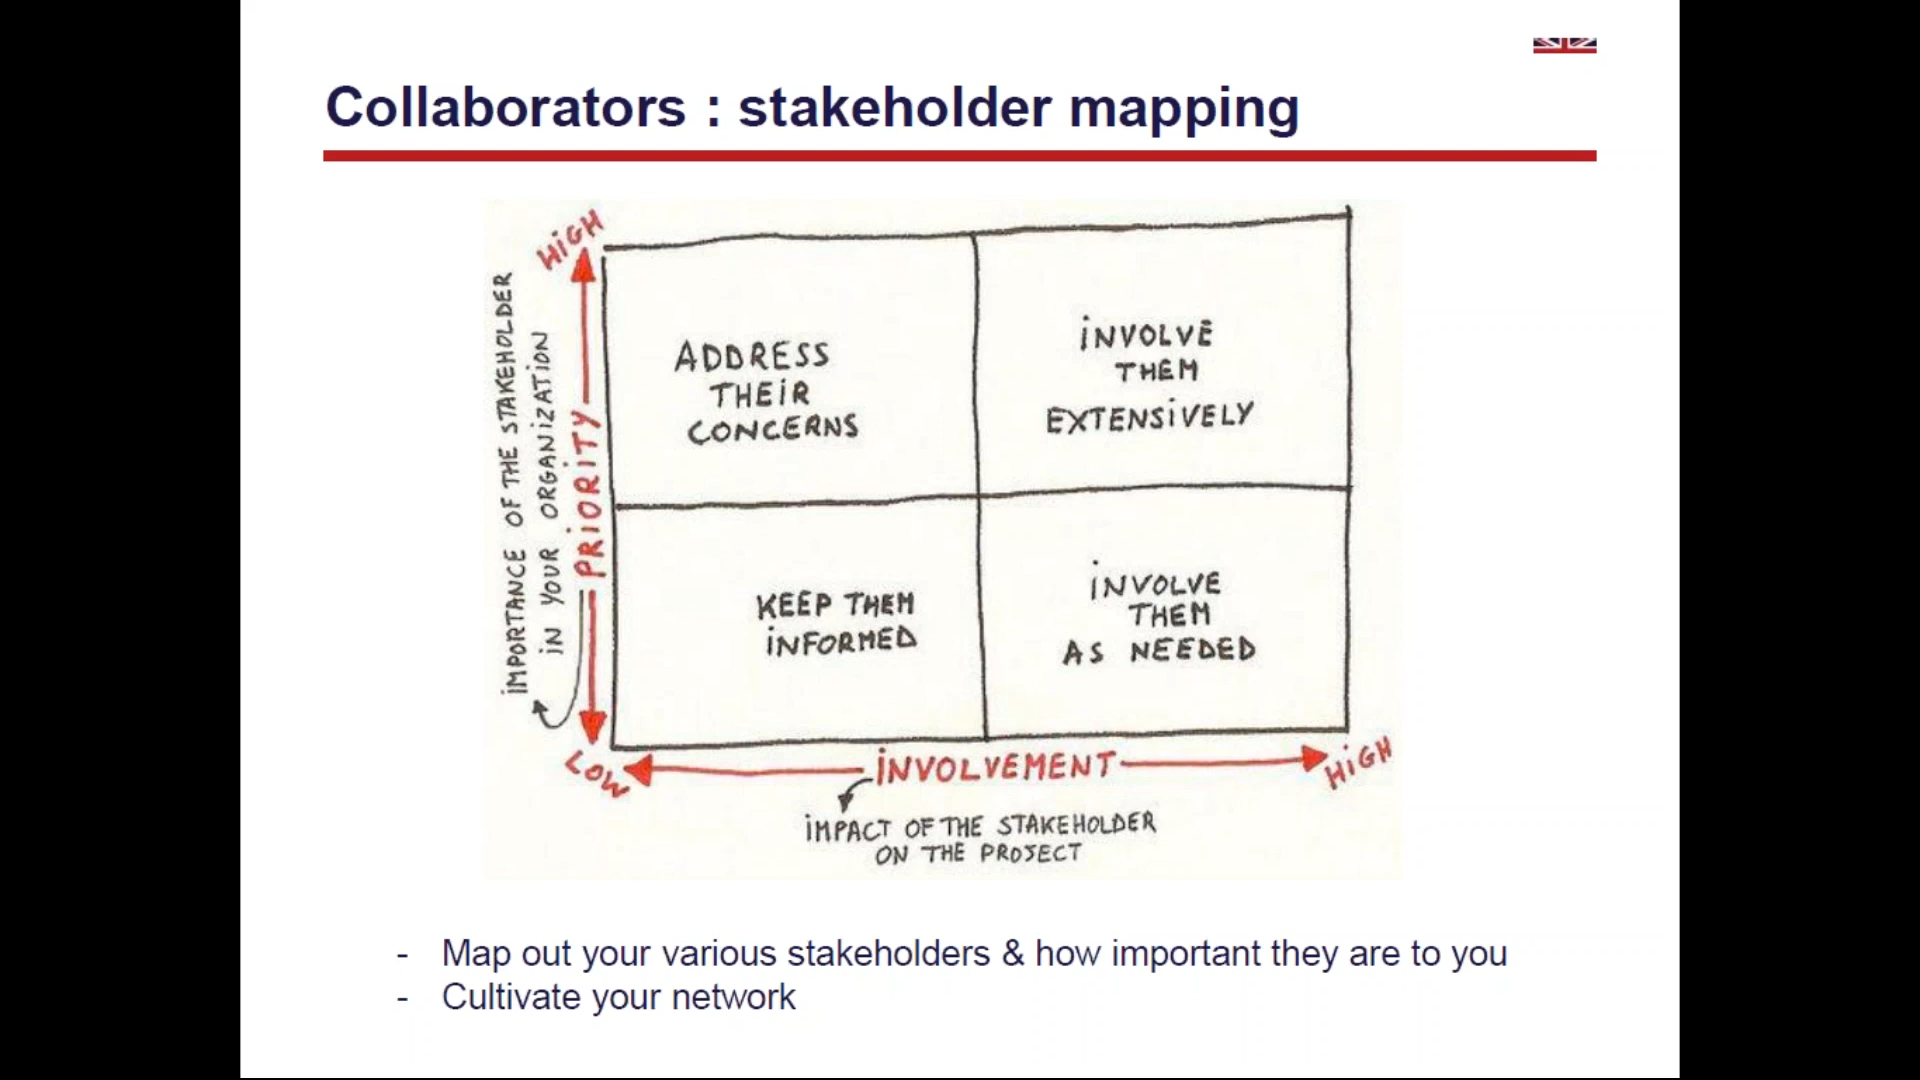 Collaborators : stakeholder mapping
HIGH
IMPORTANCE OF THE STAKEHOLDER
IN YOUR ORGANIZATION
PRIORITY
LOW
ADDRESS
THEIR
CONCERNS
INVOLVE
THEM
EXTENSIVELY
KEEP THEM
INFORMED
INVOLVE
THEM
AS NEEDED
INVOLVEMENT
HIGH
IMPACT OF THE STAKEHOLDER
ON THE PROJECT
- Map out your various stakeholders & how important they are to you
- Cultivate your network